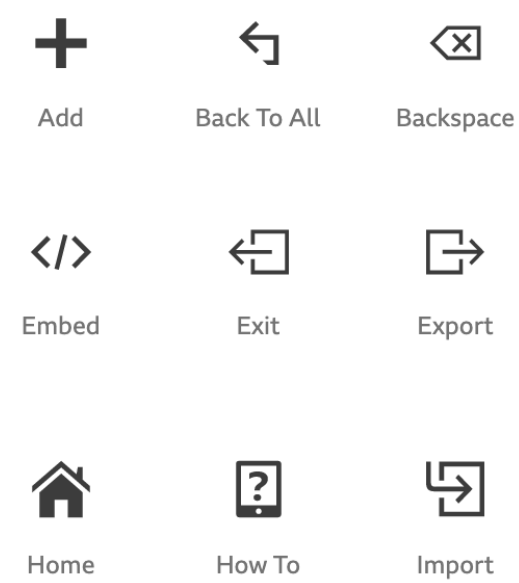 Add
Back To All
Backspace
Embed
Exit
Export
?
Home
How To
Import